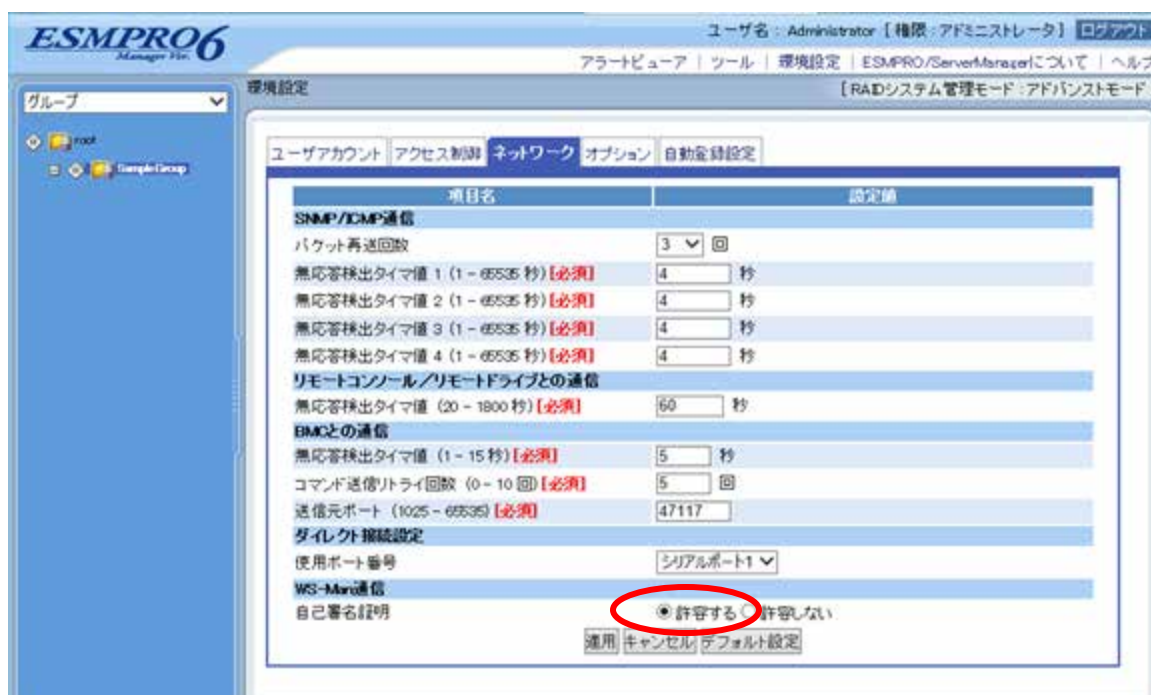 ESMPRO6
Manager Ver.
ユーザ名 : Administrator [ 権限 : アドミニストレータ ] ログアウト
アラートビューア | ツール | 環境設定 | ESMPRO/ServerManagerについて | ヘルプ
グループ
root
SampleGroup
環境設定
[ RAIDシステム管理モード : アドバンストモード
ユーザアカウント アクセス制御 ネットワーク オプション 自動登録設定
項目名 設定値
SNMP/ICMP通信
パケット再送回数 3 回
無応答検出タイマ値 1 (1 - 65535 秒) [必須] 4 秒
無応答検出タイマ値 2 (1 - 65535 秒) [必須] 4 秒
無応答検出タイマ値 3 (1 - 65535 秒) [必須] 4 秒
無応答検出タイマ値 4 (1 - 65535 秒) [必須] 4 秒
リモートコンソール/リモートドライブとの通信
無応答検出タイマ値 (20 - 1800 秒) [必須] 60 秒
BMCとの通信
無応答検出タイマ値 (1 - 15 秒) [必須] 5 秒
コマンド送信リトライ回数 (0 - 10 回) [必須] 5 回
送信元ポート (1025 - 65535) [必須] 47117
ダイレクト接続設定
使用ポート番号 シリアルポート1
WS-Man通信
自己署名証明 許容する 許容しない
適用 キャンセル デフォルト設定